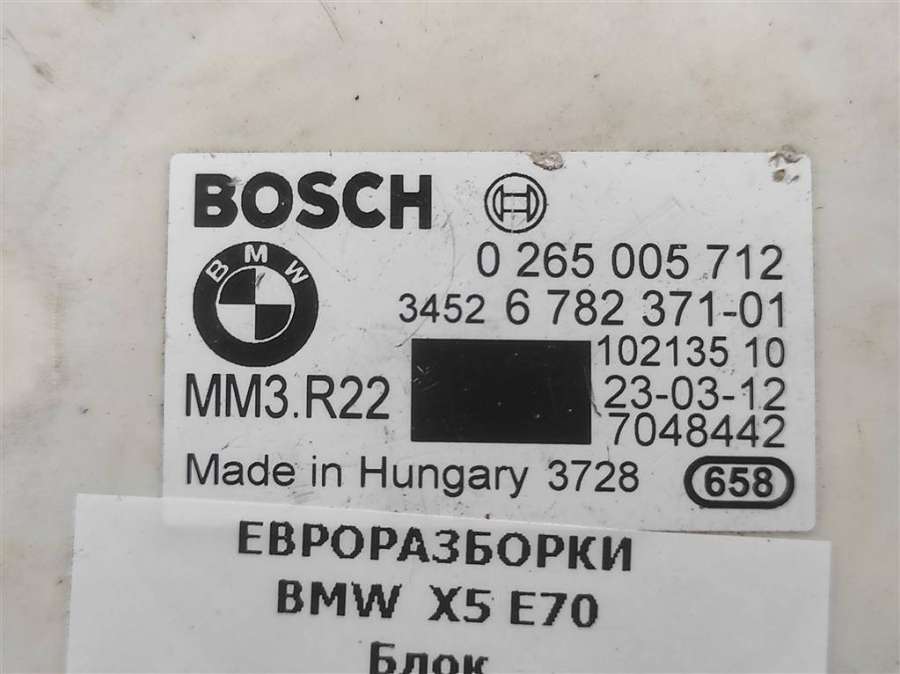 BOSCH
0 265 005 712
BMW
3452 6 782 371-01
102135 10
MM3.R22
23-03-12
7048442
Made in Hungary 3728
658
ЕВРОРАЗБОРКИ
BMW X5 E70
Блок